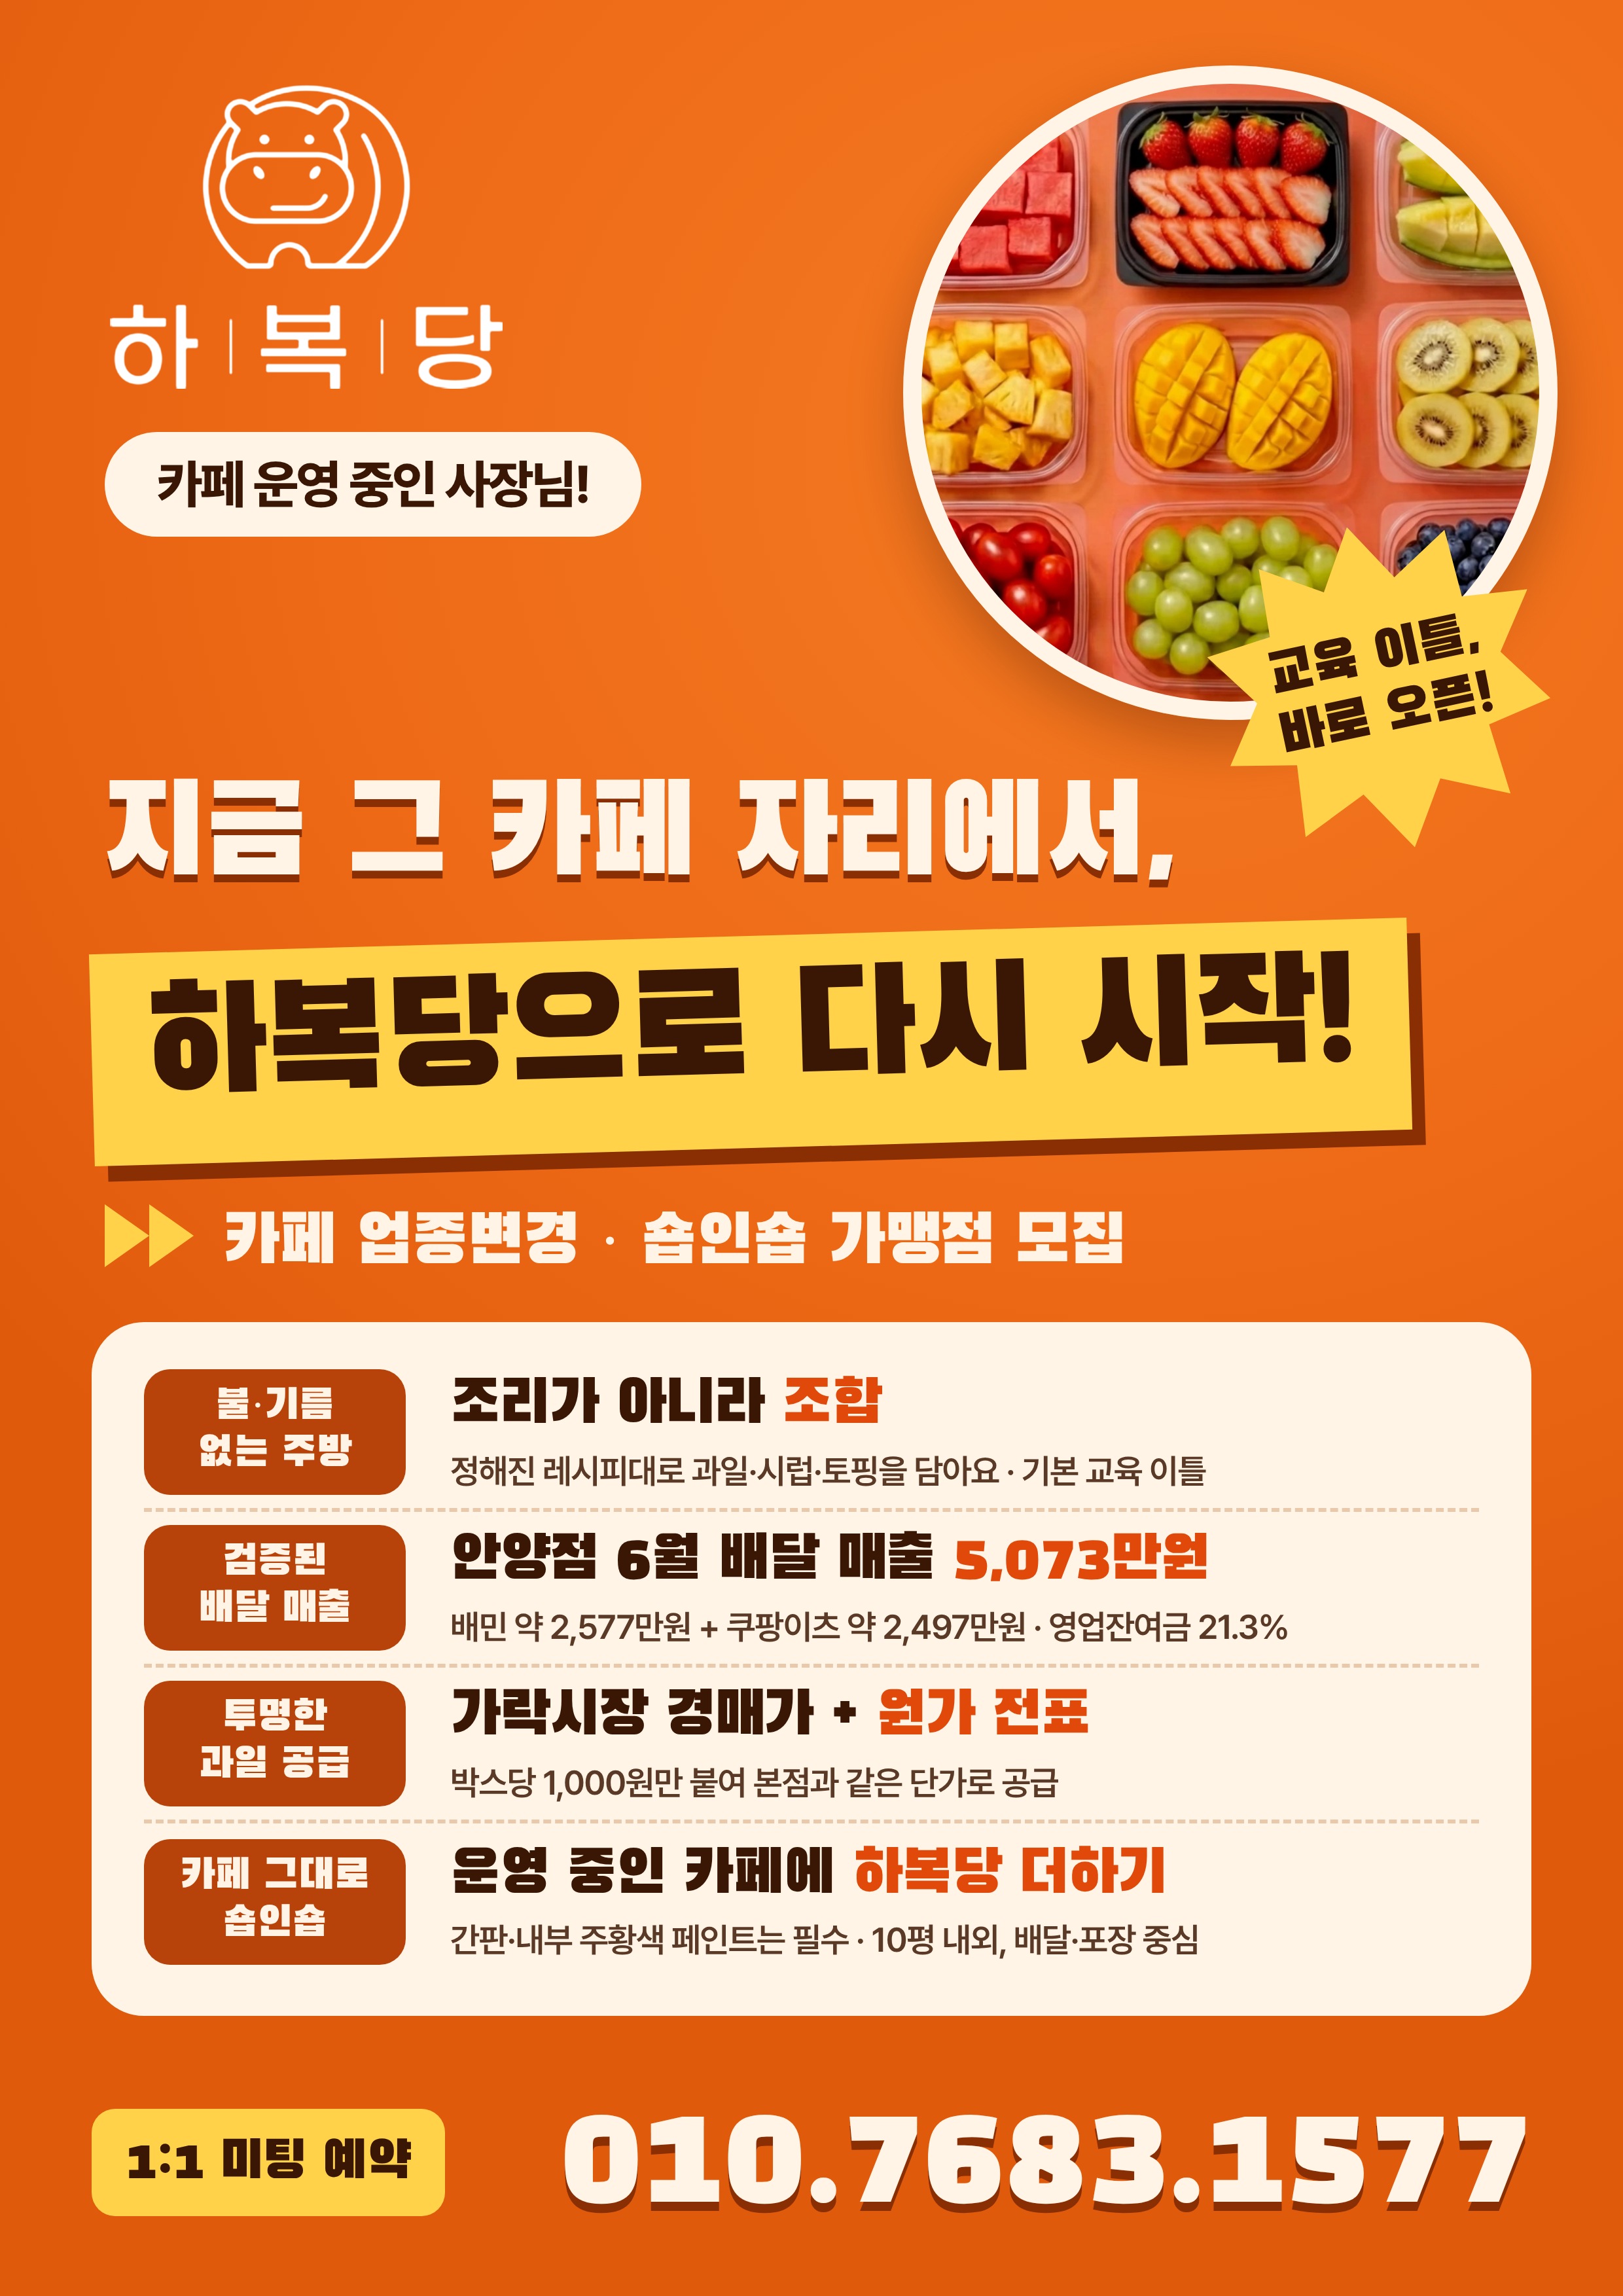 하복당
카페 운영 중인 사장님!
교육 이틀,
바로 오픈!
지금 그 카페 자리에서,
하복당으로 다시 시작!
카페 업종변경 · 숍인숍 가맹점 모집
불·기름
없는 주방
조리가 아니라 조합
정해진 레시피대로 과일·시럽·토핑을 담아요 · 기본 교육 이틀
검증된
배달 매출
안양점 6월 배달 매출 5,073만원
배민 약 2,577만원 + 쿠팡이츠 약 2,497만원 · 영업잔여금 21.3%
투명한
과일 공급
가락시장 경매가 + 원가 전표
박스당 1,000원만 붙여 본점과 같은 단가로 공급
카페 그대로
숍인숍
운영 중인 카페에 하복당 더하기
간판·내부 주황색 페인트는 필수 · 10평 내외, 배달·포장 중심
1:1 미팅 예약
010.7683.1577